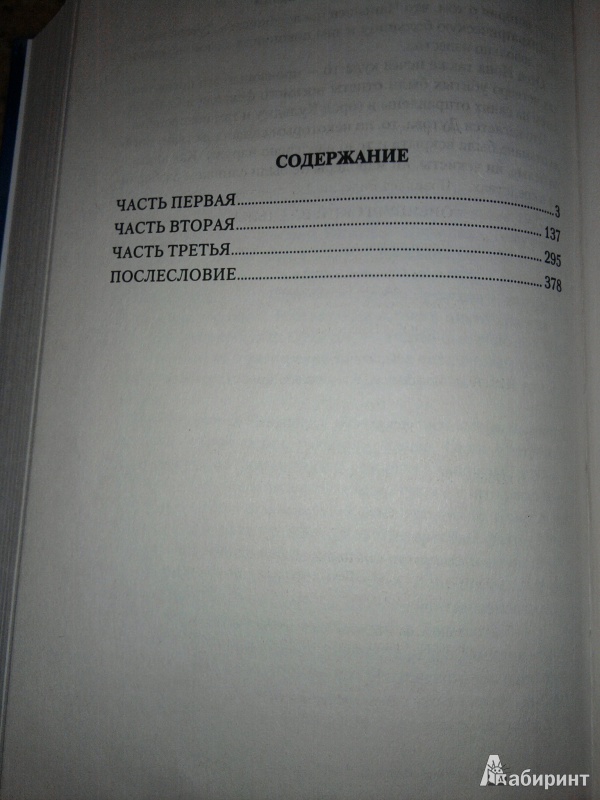 СОДЕРЖАНИЕ
ЧАСТЬ ПЕРВАЯ........................................................................3
ЧАСТЬ ВТОРАЯ....................................................................137
ЧАСТЬ ТРЕТЬЯ....................................................................295
ПОСЛЕСЛОВИЕ....................................................................378
Лабиринт